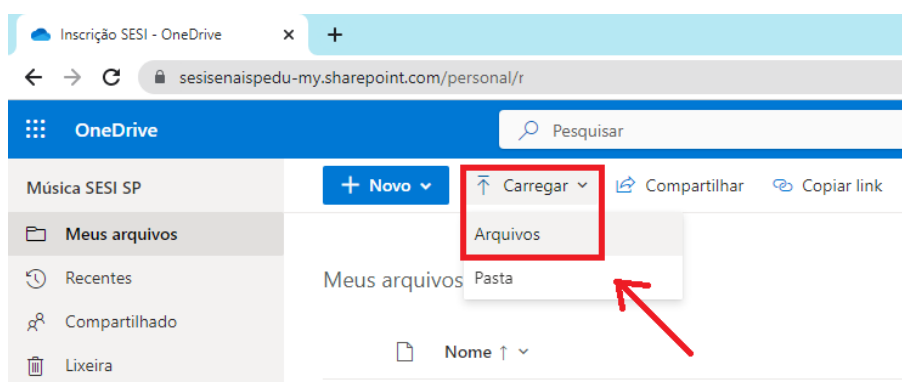 Inscrição SESI - OneDrive
sesisenaispedu-my.sharepoint.com/personal/r
OneDrive
Pesquisar
Música SESI SP
Novo
Carregar
Compartilhar
Copiar link
Meus arquivos
Arquivos
Recentes
Meus arquivos
Pasta
Compartilhado
Lixeira
Nome ↑